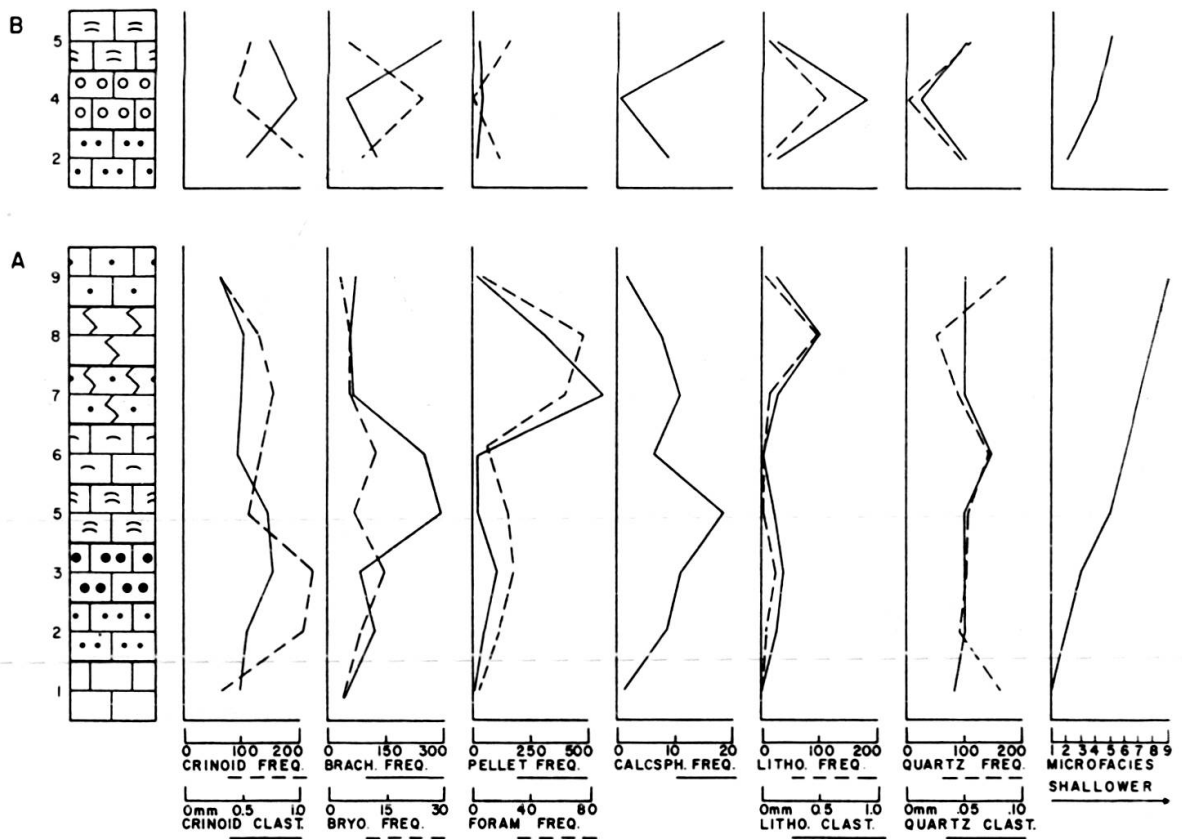 B
5
4
2
A
9
8
7
6
5
3
2
1
0 100 200
CRINOID FREQ.
0 150 300
BRACH. FREQ.
0 250 500
PELLET FREQ.
0 10 20
CALCSPH. FREQ.
0 100 200
LITHO. FREQ.
0 100 200
QUARTZ FREQ.
1 2 3 4 5 6 7 8 9
MICROFACIES
SHALLOWER
0mm 0.5 1.0
CRINOID CLAST.
0 15 30
BRYO. FREQ.
0 40 80
FORAM FREQ.
0mm 0.5 1.0
LITHO. CLAST.
0mm .05 .10
QUARTZ CLAST.